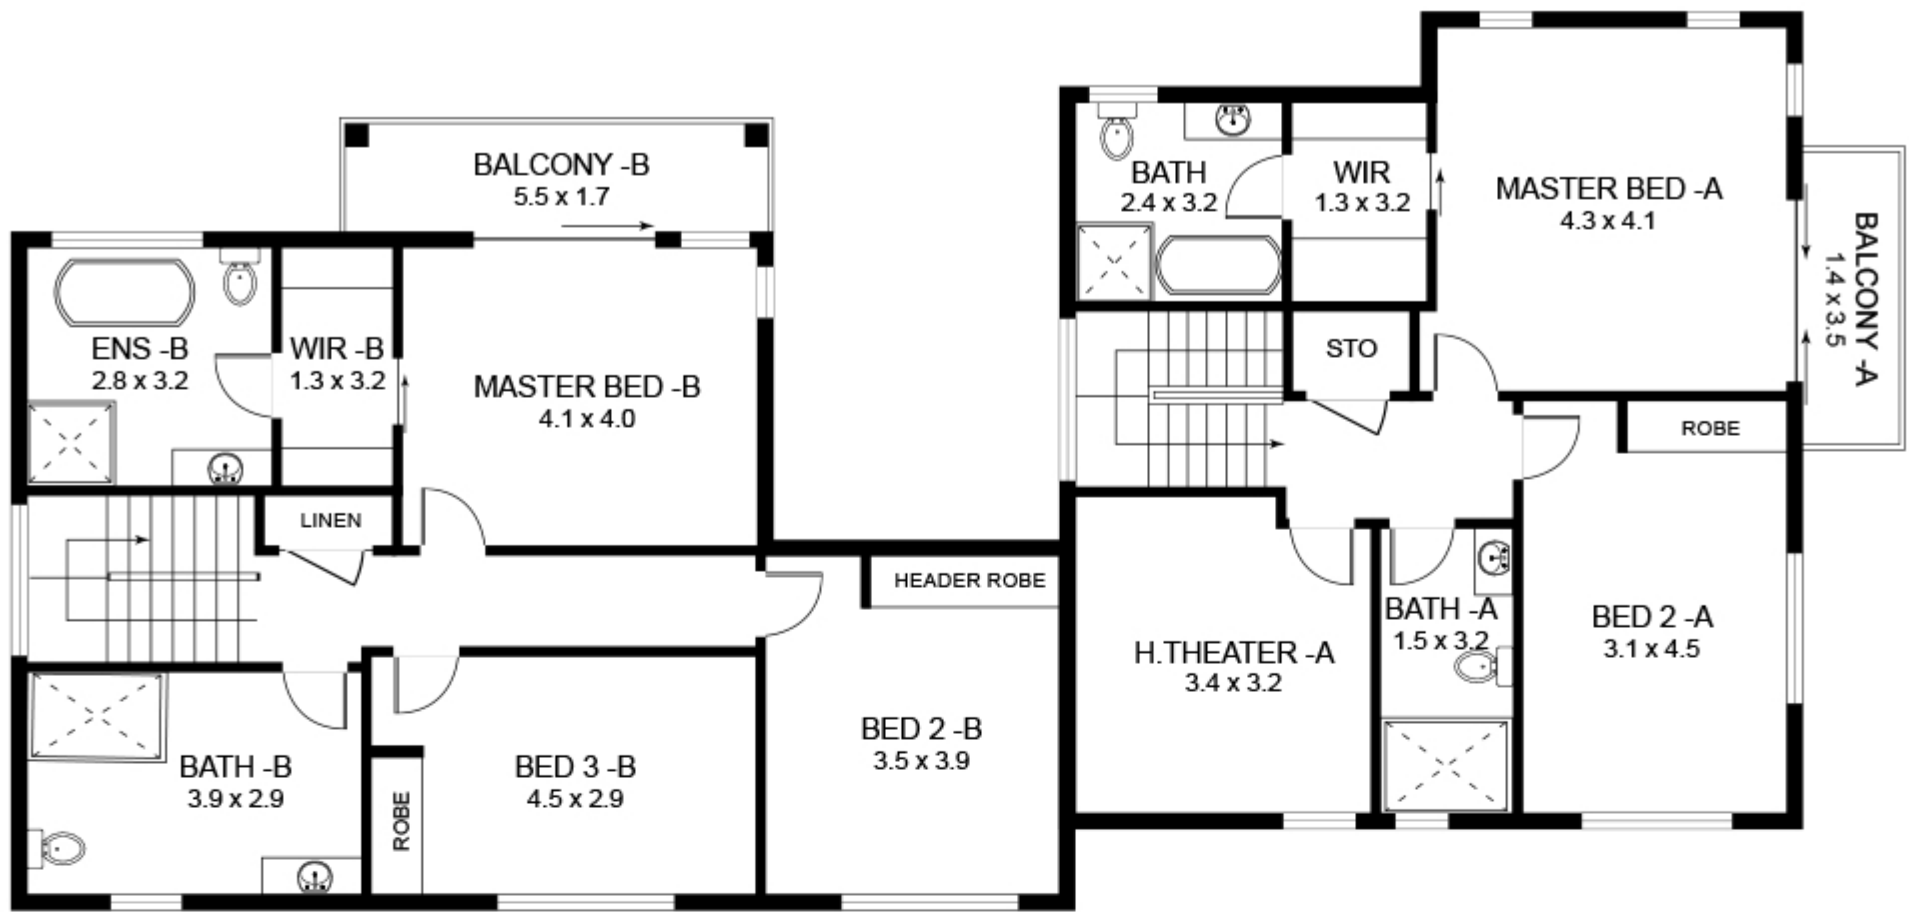 BALCONY -B
5.5 x 1.7
ENS -B
2.8 x 3.2
WIR -B
1.3 x 3.2
MASTER BED -B
4.1 x 4.0
LINEN
HEADER ROBE
BATH -B
3.9 x 2.9
ROBE
BED 3 -B
4.5 x 2.9
BED 2 -B
3.5 x 3.9
BATH
2.4 x 3.2
WIR
1.3 x 3.2
MASTER BED -A
4.3 x 4.1
BALCONY -A
1.4 x 3.5
STO
ROBE
H.THEATER -A
3.4 x 3.2
BATH -A
1.5 x 3.2
BED 2 -A
3.1 x 4.5